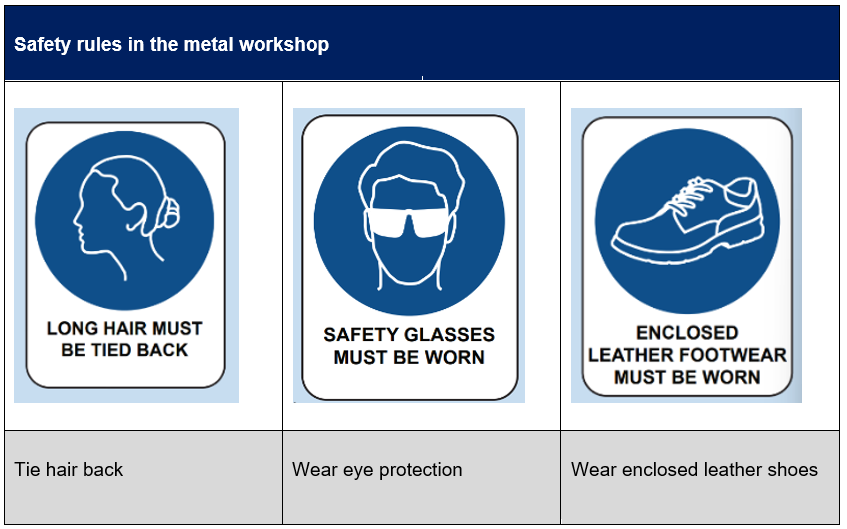 Safety rules in the metal workshop
LONG HAIR MUST
BE TIED BACK
SAFETY GLASSES
MUST BE WORN
ENCLOSED
LEATHER FOOTWEAR
MUST BE WORN
Tie hair back
Wear eye protection
Wear enclosed leather shoes